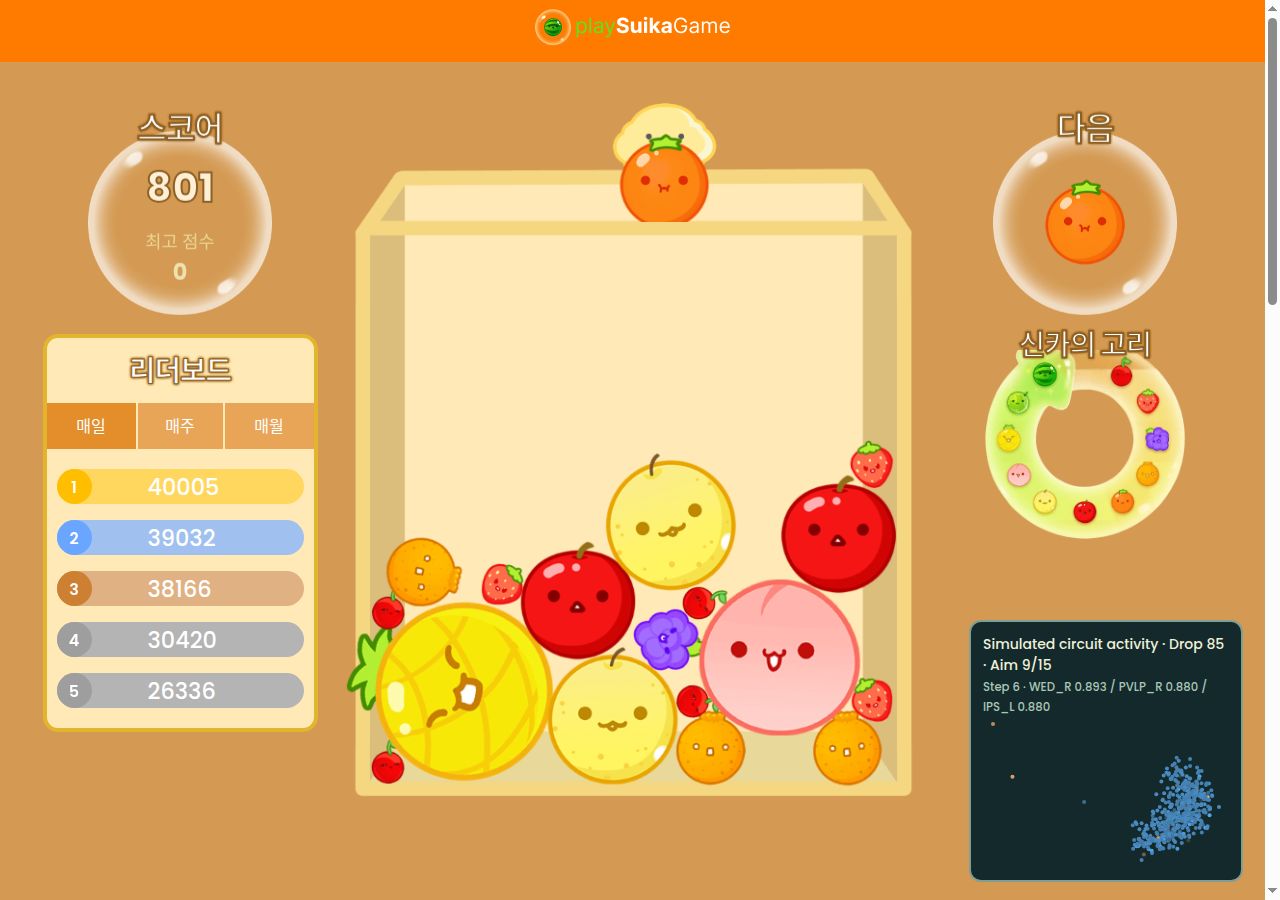 playSuikaGame
스코어
801
최고 점수
0
다음
신카의 고리
리더보드
매일 매주 매월
1 40005
2 39032
3 38166
4 30420
5 26336
Simulated circuit activity · Drop 85
· Aim 9/15
Step 6 · WED_R 0.893 / PVLP_R 0.880 /
IPS_L 0.880